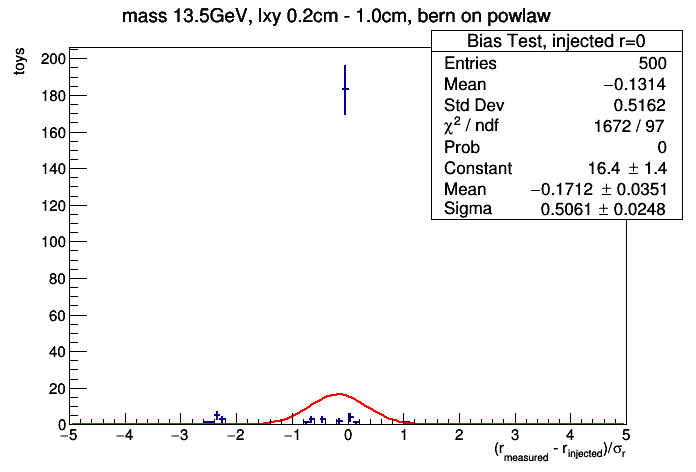 mass 13.5GeV, lxy 0.2cm - 1.0cm, bern on powlaw
Bias Test, injected r=0
Entries 500
Mean −0.1314
Std Dev 0.5162
χ² / ndf 1672 / 97
Prob 0
Constant 16.4 ± 1.4
Mean −0.1712 ± 0.0351
Sigma 0.5061 ± 0.0248
toys
200
180
160
140
120
100
80
60
40
20
0
−5 −4 −3 −2 −1 0 1 2 3 4 5
(r_measured - r_injected)/σ_r